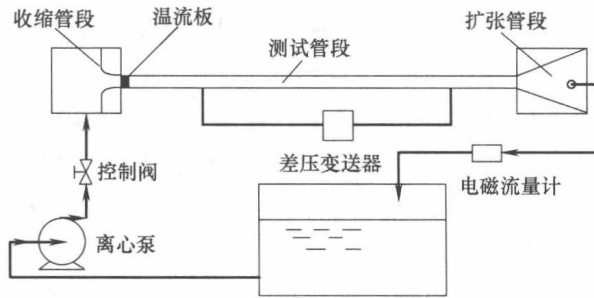 收缩管段
温流板
测试管段
扩张管段
控制阀
差压变送器
电磁流量计
离心泵